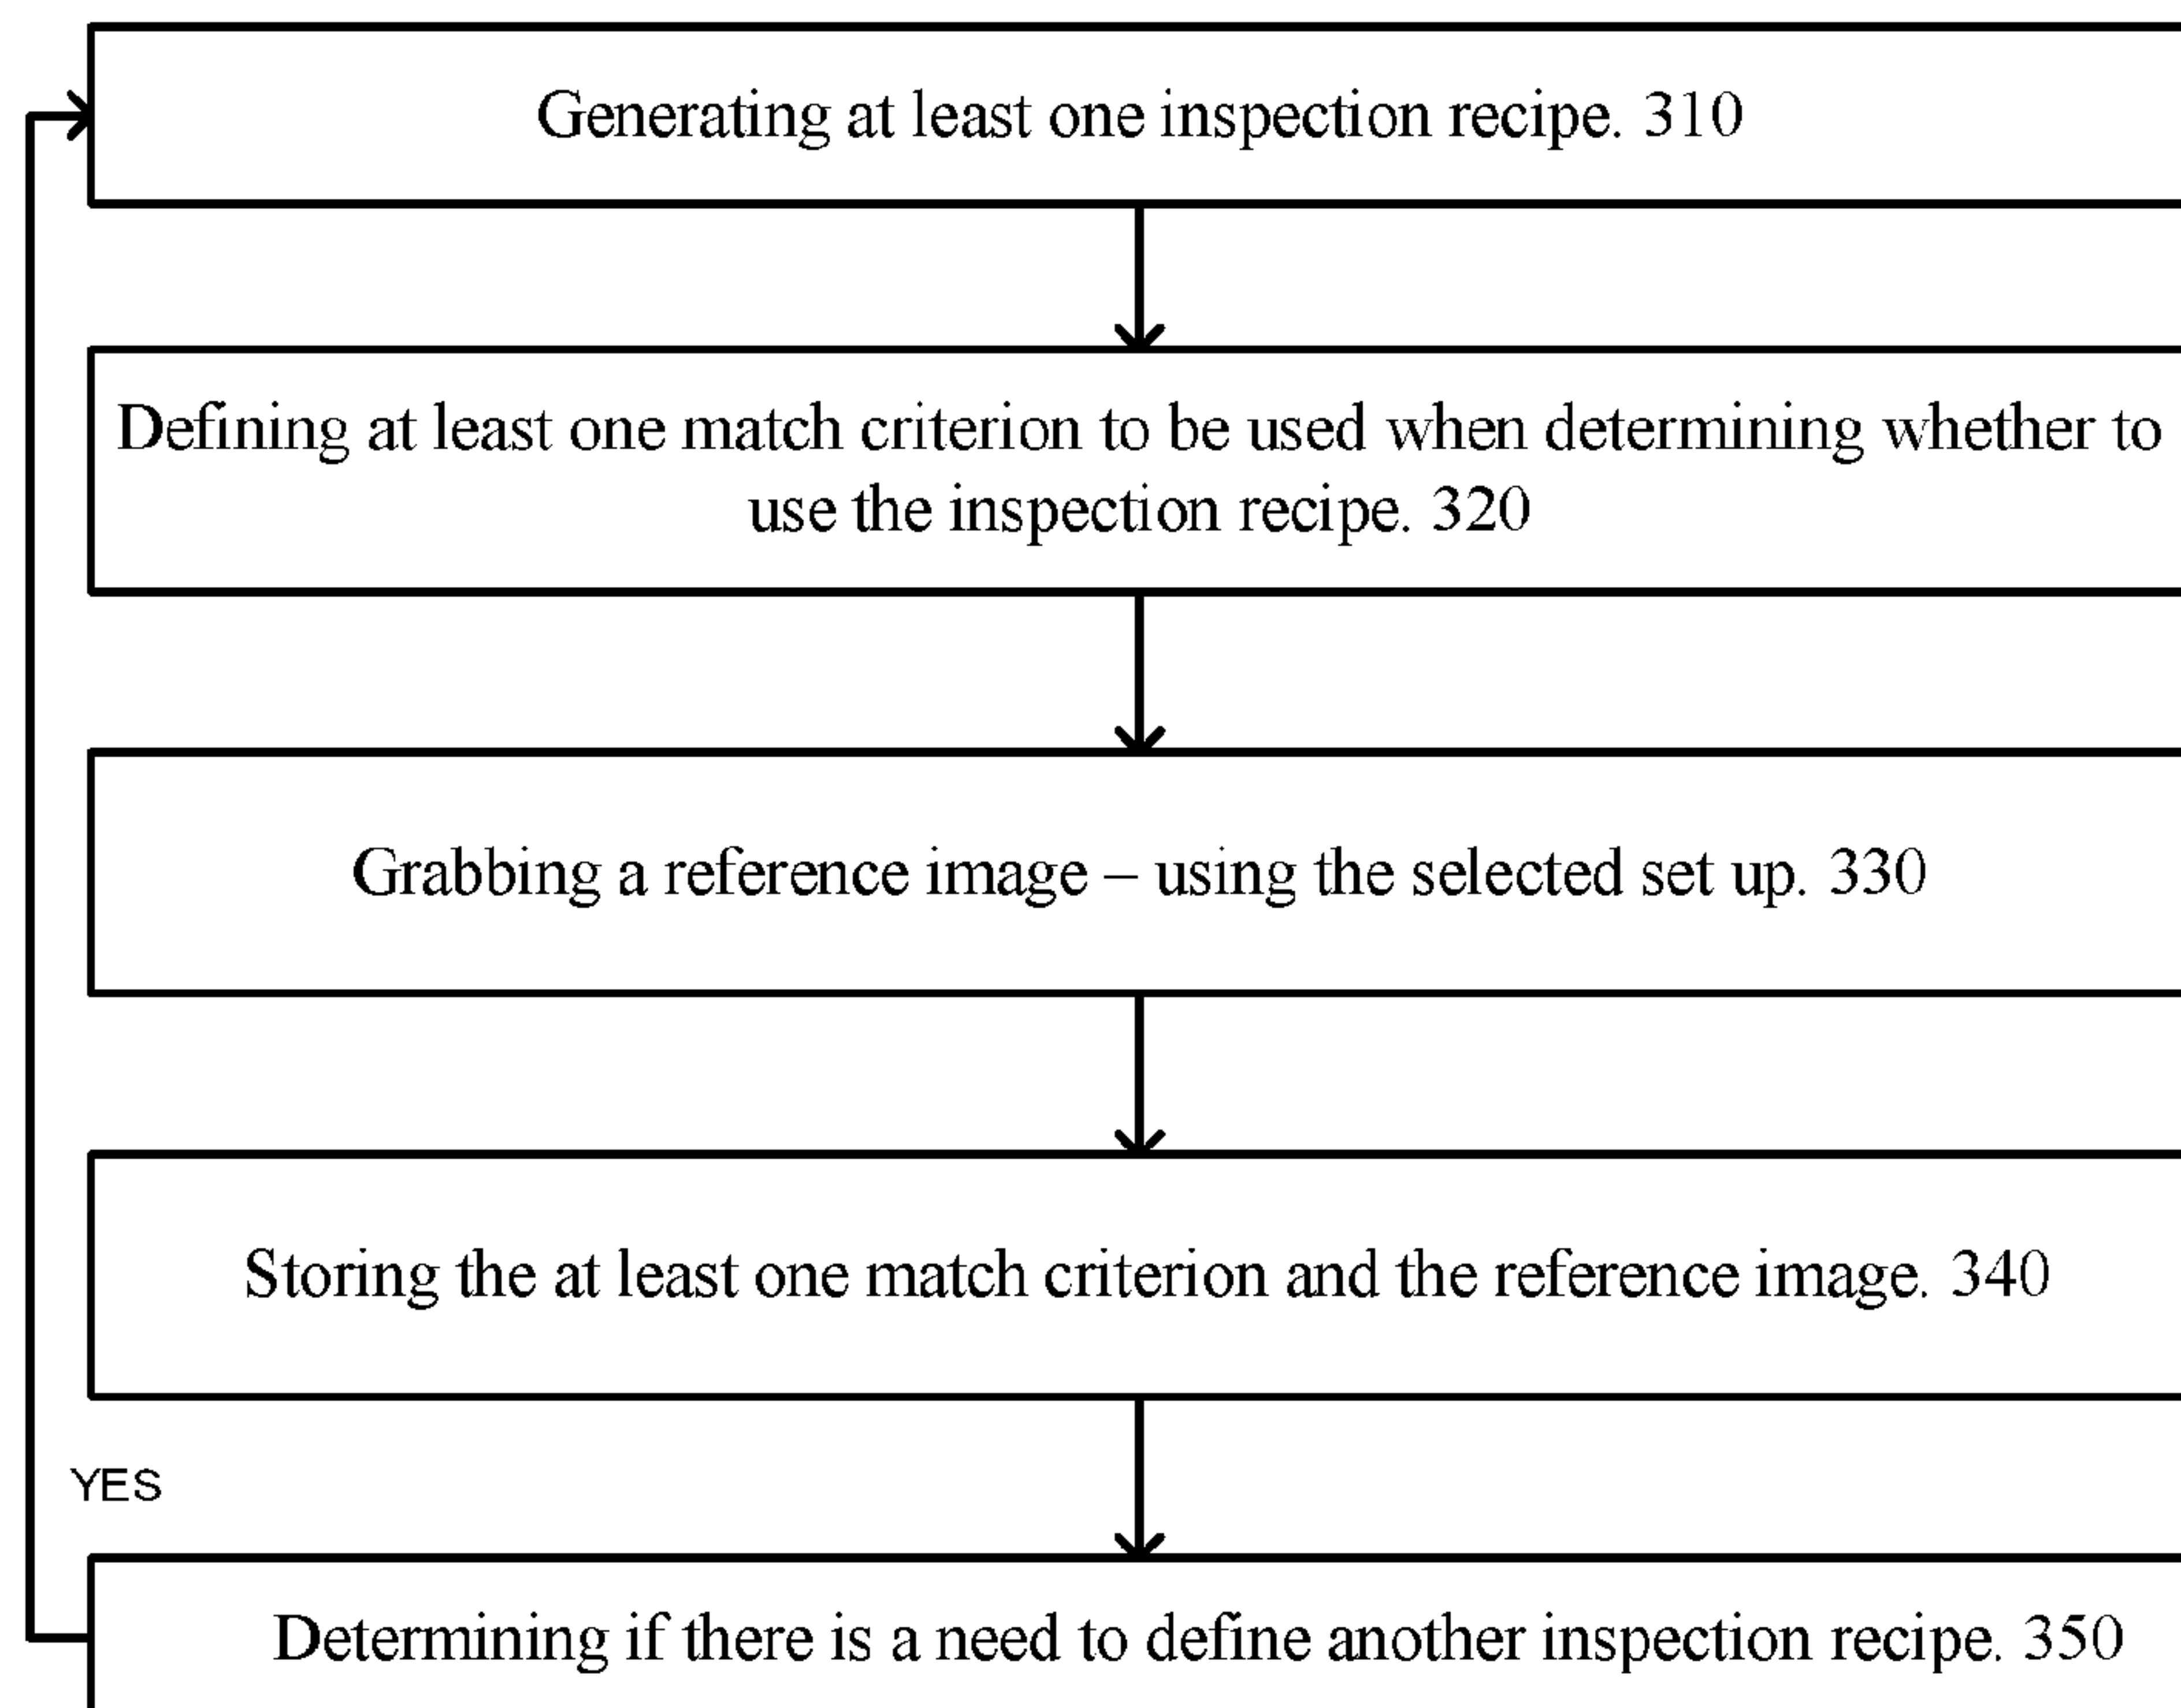 Generating at least one inspection recipe. 310
Defining at least one match criterion to be used when determining whether to
use the inspection recipe. 320
Grabbing a reference image – using the selected set up. 330
Storing the at least one match criterion and the reference image. 340
YES
Determining if there is a need to define another inspection recipe. 350